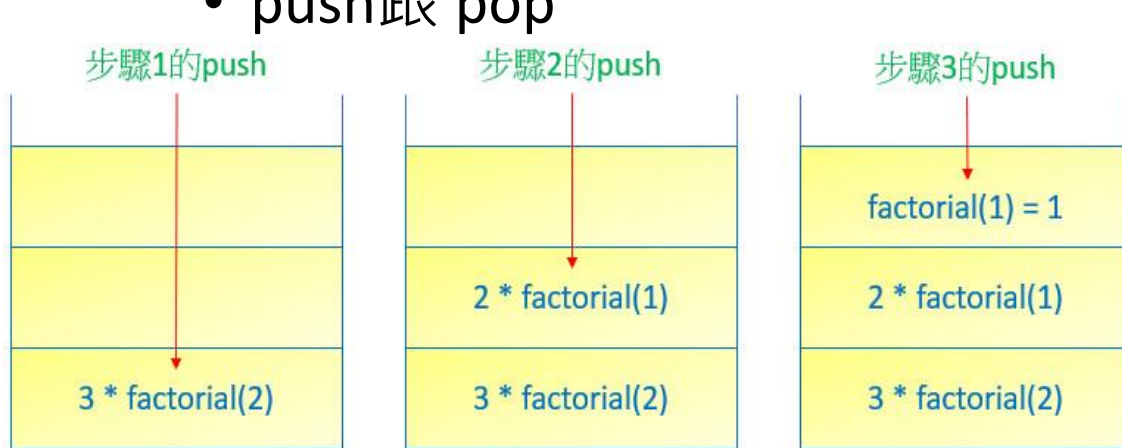 • push跟 pop
步驟1的push
步驟2的push
步驟3的push
factorial(1) = 1
2 * factorial(1)
2 * factorial(1)
3 * factorial(2)
3 * factorial(2)
3 * factorial(2)